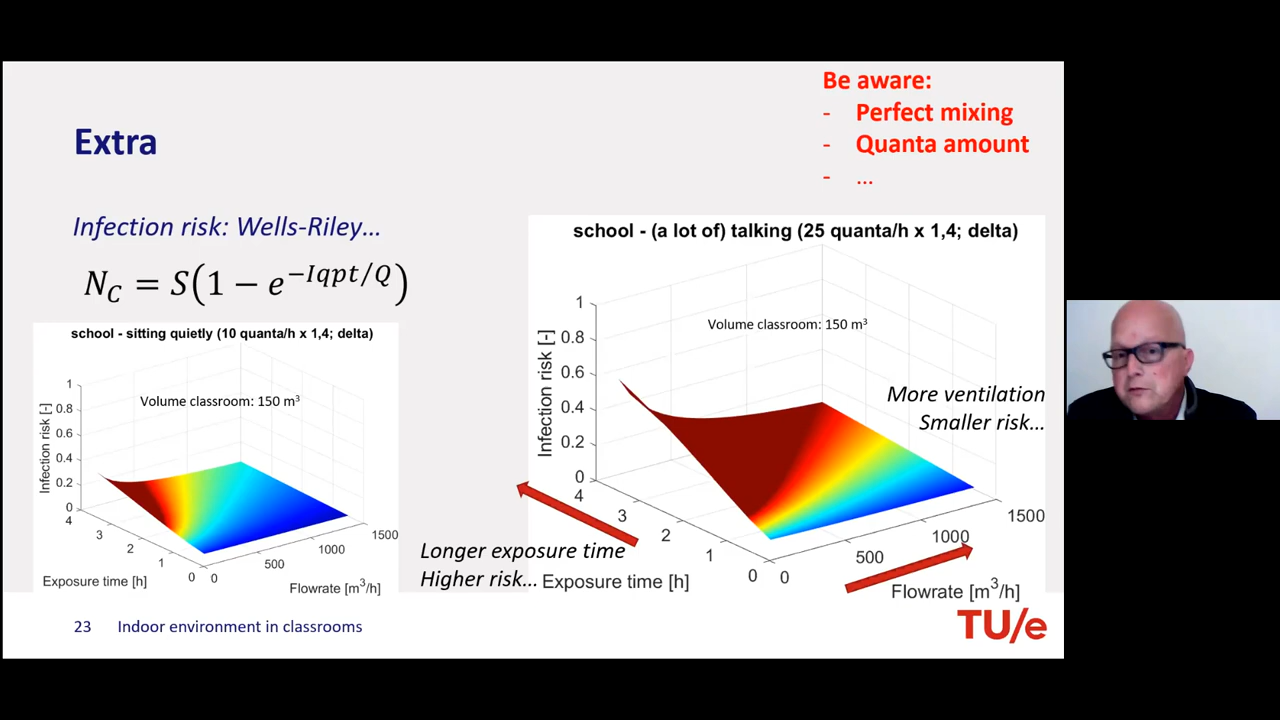 Be aware:
- Perfect mixing
- Quanta amount
- ...
Extra
Infection risk: Wells-Riley...
N_C = S(1 − e^{−Iqpt/Q})
school - sitting quietly (10 quanta/h x 1,4; delta)
Volume classroom: 150 m³
Infection risk [-]
1
0.8
0.6
0.4
0.2
0
4
3
2
1
0
Exposure time [h]
0
500
1000
1500
Flowrate [m³/h]
school - (a lot of) talking (25 quanta/h x 1,4; delta)
Volume classroom: 150 m³
Infection risk [-]
1
0.8
0.6
0.4
0.2
0
4
3
2
1
0
Exposure time [h]
0
500
1000
1500
Flowrate [m³/h]
More ventilation
Smaller risk...
Longer exposure time
Higher risk...
23 Indoor environment in classrooms
TU/e